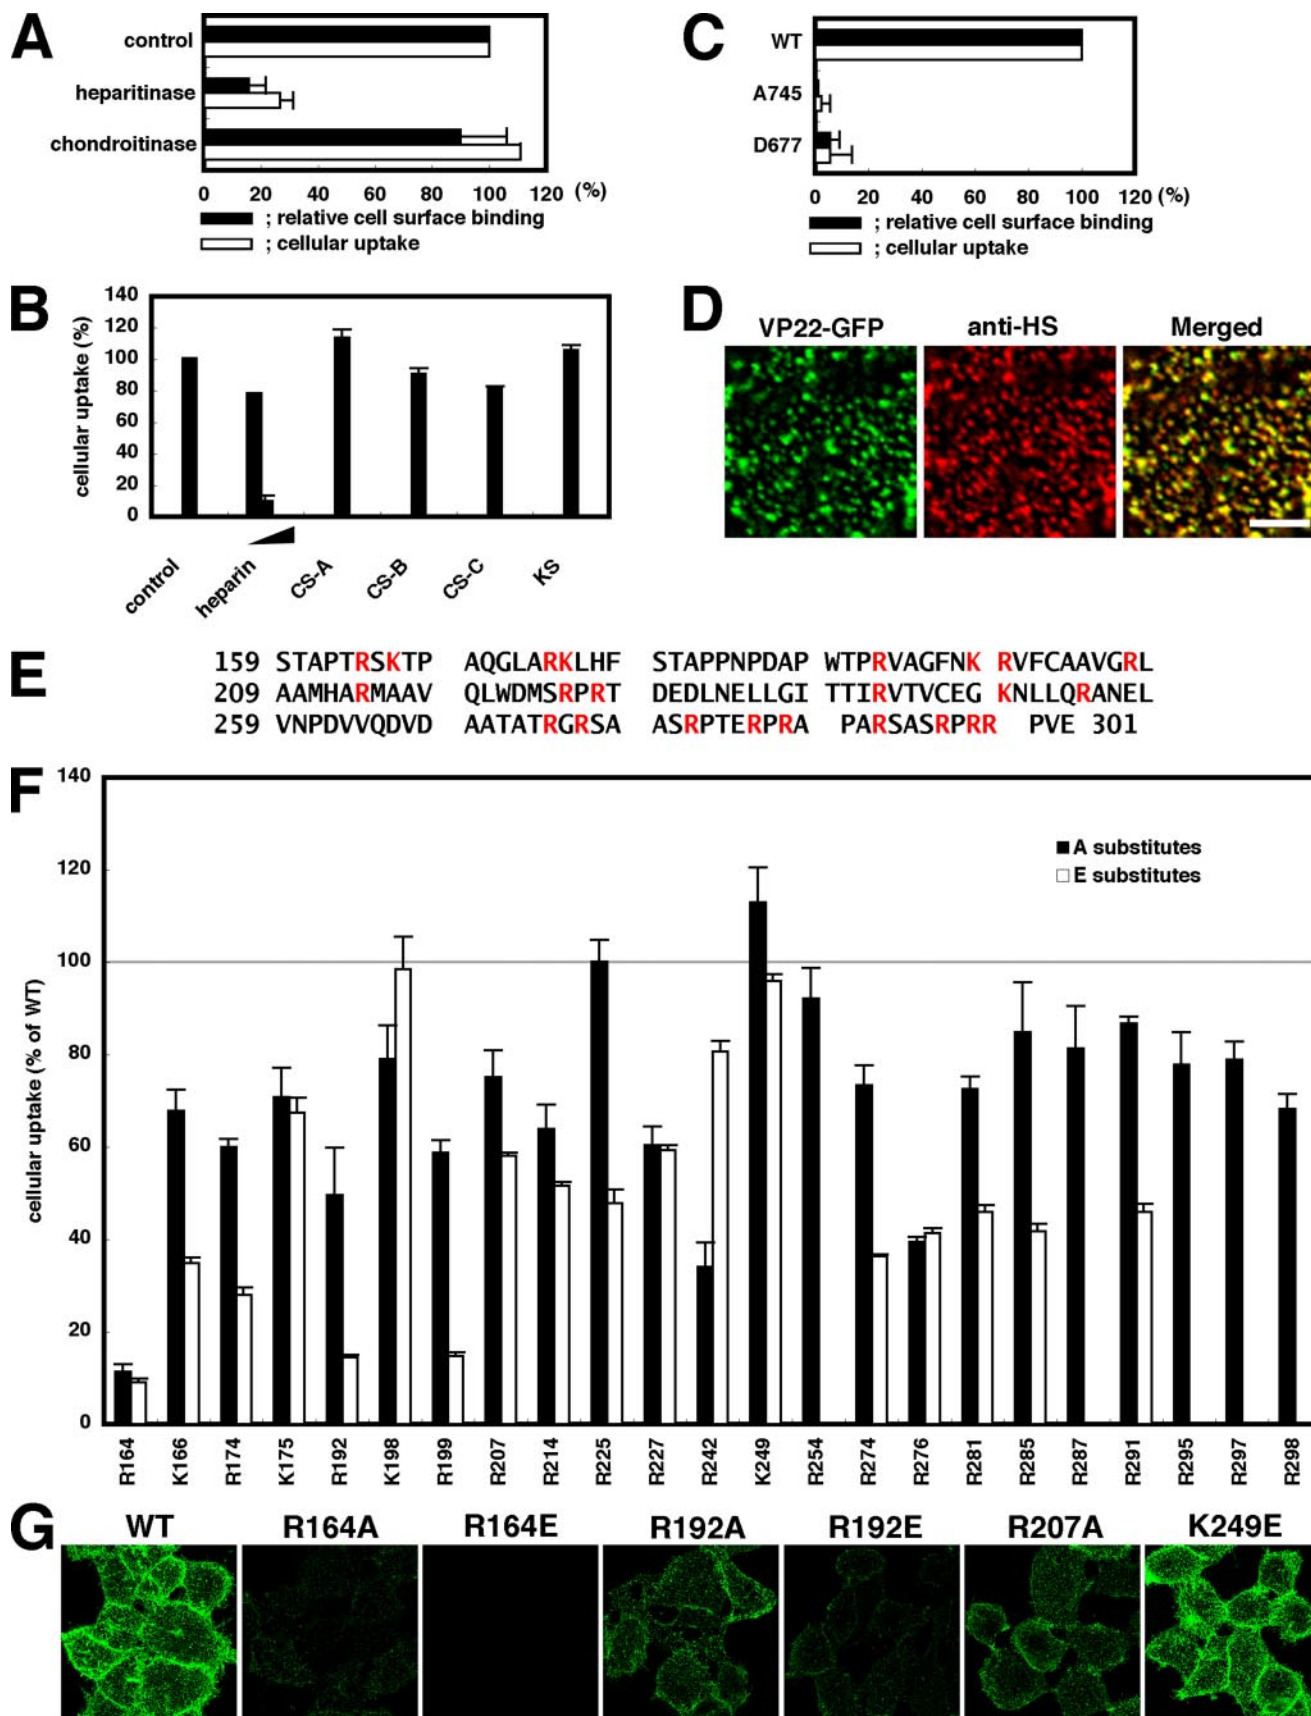 A
control
heparitinase
chondroitinase
0 20 40 60 80 100 120 (%)
; relative cell surface binding
; cellular uptake
C
WT
A745
D677
0 20 40 60 80 100 120 (%)
; relative cell surface binding
; cellular uptake
B
cellular uptake (%)
140
120
100
80
60
40
20
0
control
heparin
CS-A
CS-B
CS-C
KS
D
VP22-GFP anti-HS Merged
E
159 STAPTRSKTP AQGLARKLHF STAPPNPDAP WTPRVAGFNK RVFCAAVGRL
209 AAMHARMAAV QLWDMSRPRT DEDLNELLGI TTIRVTVCEG KNLLQRANEL
259 VNPDVVQDVD AATATRGRSA ASRPTERPRA PARSASRPRR PVE 301
F
cellular uptake (% of WT)
140
120
100
80
60
40
20
0
A substitutes
E substitutes
R164
K166
R174
K175
R192
K198
R199
R207
R214
R225
R227
R242
K249
R254
R274
R276
R281
R285
R287
R291
R295
R297
R298
G
WT R164A R164E R192A R192E R207A K249E